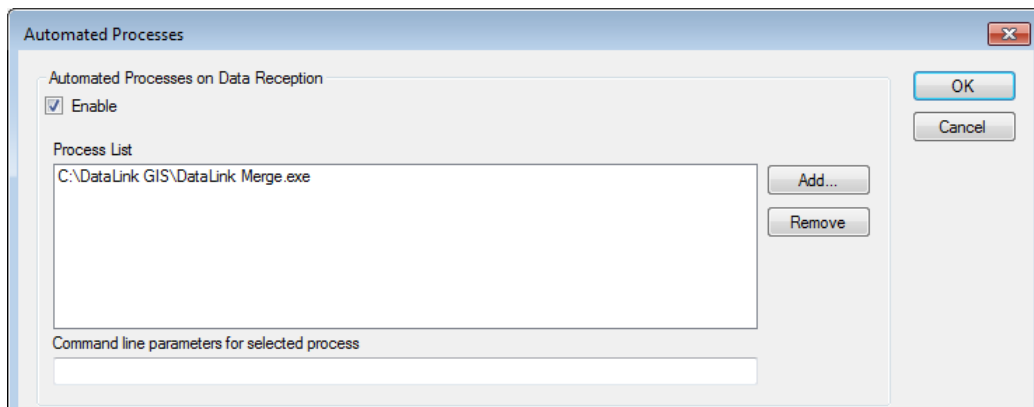 Automated Processes
Automated Processes on Data Reception
Enable
OK
Cancel
Process List
C:\DataLink GIS\DataLink Merge.exe
Add...
Remove
Command line parameters for selected process